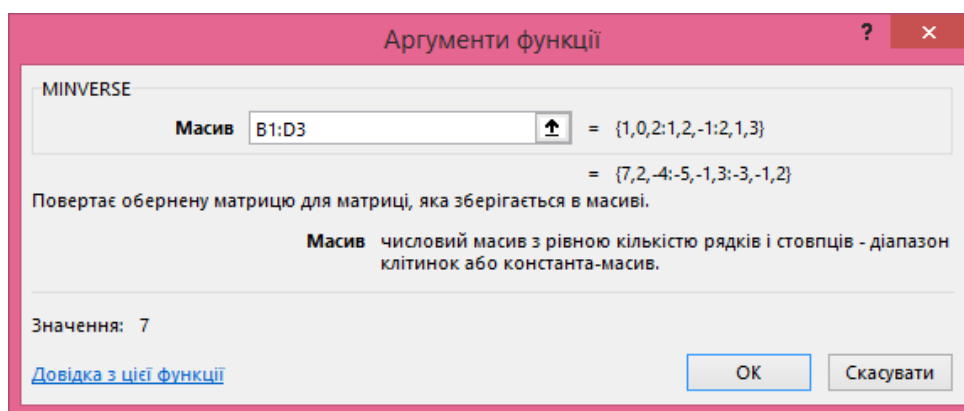 Аргументи функції
? ×
MINVERSE
Масив B1:D3 = {1,0,2:1,2,-1:2,1,3}
= {7,2,-4:-5,-1,3:-3,-1,2}
Повертає обернену матрицю для матриці, яка зберігається в масиві.
Масив числовий масив з рівною кількістю рядків і стовпців - діапазон
клітинок або константа-масив.
Значення: 7
Довідка з цієї функції
ОК Скасувати